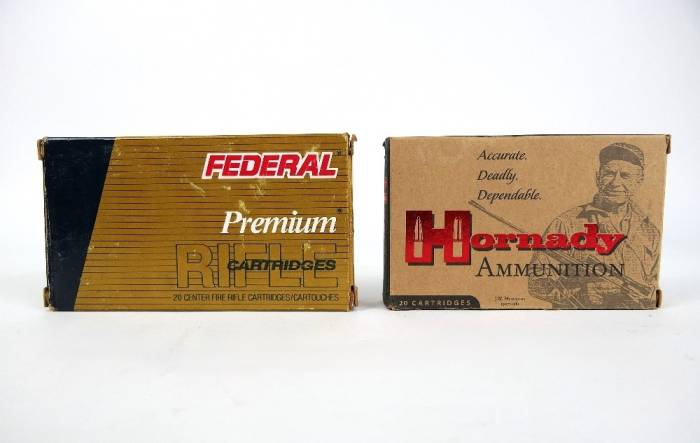 FEDERAL®
Premium®
RIFLE
CARTRIDGES
20 CENTER FIRE RIFLE CARTRIDGES/CARTOUCHES
Accurate.
Deadly.
Dependable.
Hornady
AMMUNITION
20 CARTRIDGES